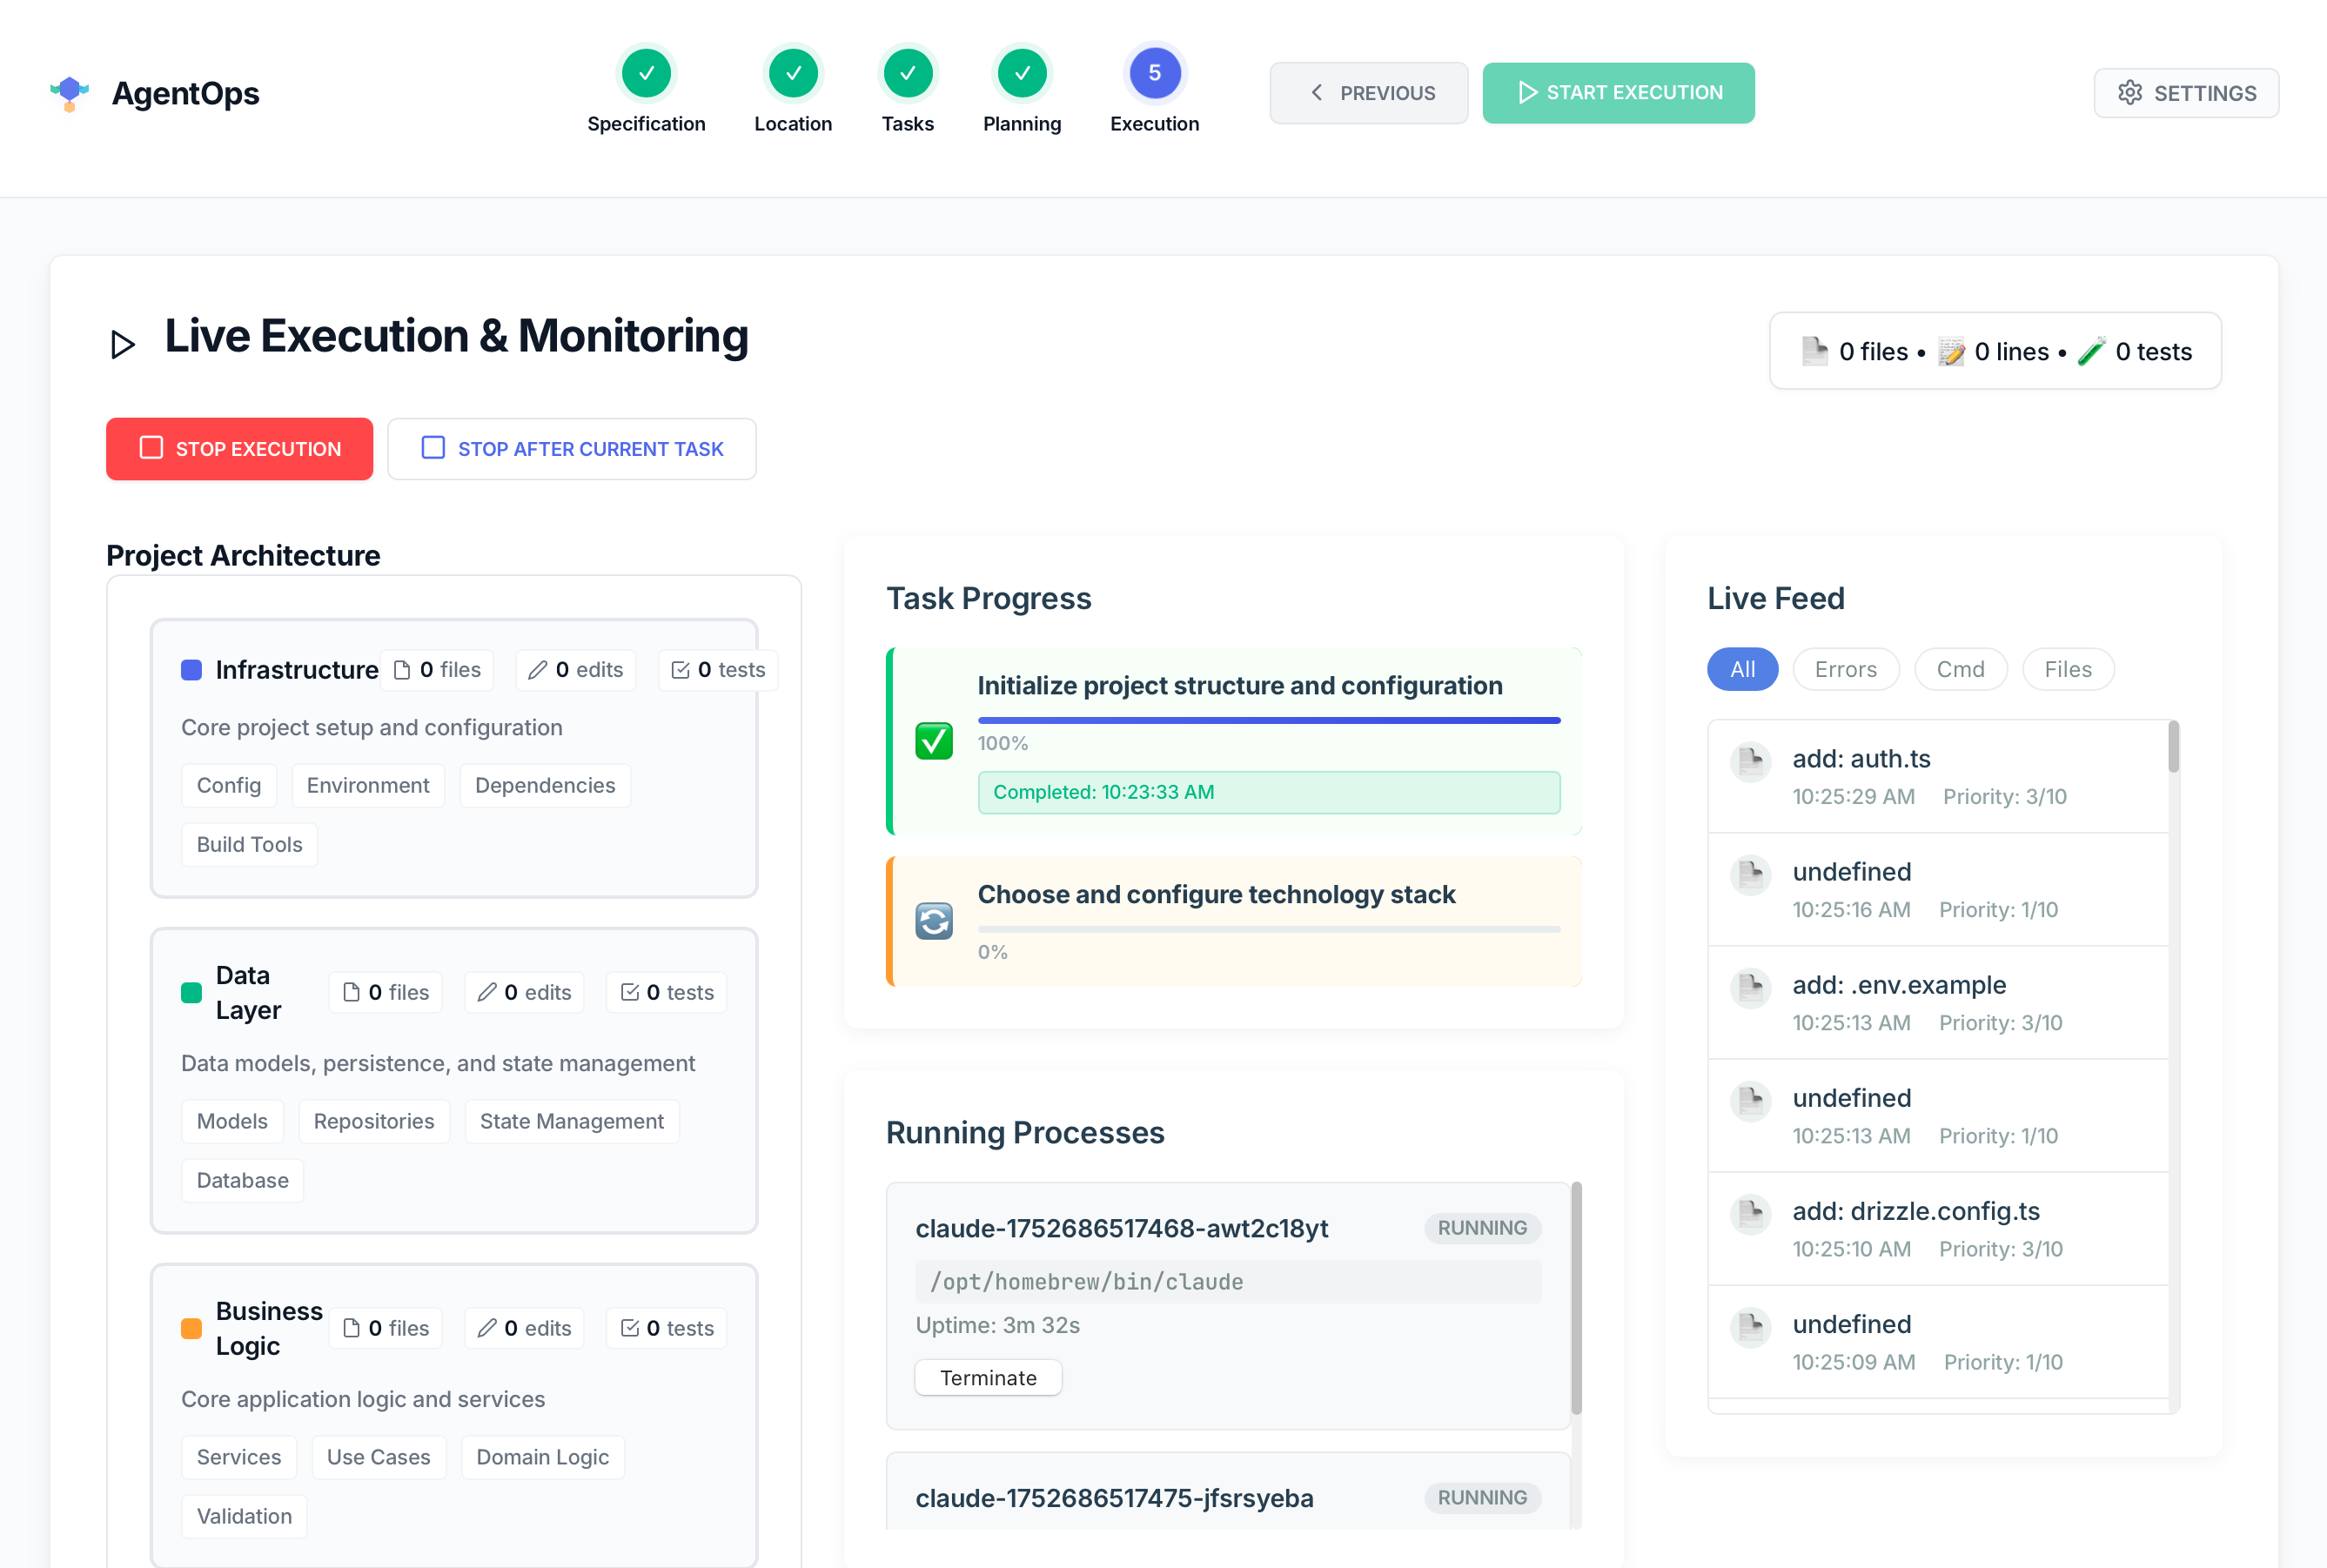 AgentOps
Specification
Location
Tasks
Planning
5
Execution
PREVIOUS
START EXECUTION
SETTINGS
Live Execution & Monitoring
0 files • 0 lines • 0 tests
STOP EXECUTION
STOP AFTER CURRENT TASK
Project Architecture
Infrastructure
0 files
0 edits
0 tests
Core project setup and configuration
Config
Environment
Dependencies
Build Tools
Data
Layer
0 files
0 edits
0 tests
Data models, persistence, and state management
Models
Repositories
State Management
Database
Business
Logic
0 files
0 edits
0 tests
Core application logic and services
Services
Use Cases
Domain Logic
Validation
Task Progress
Initialize project structure and configuration
100%
Completed: 10:23:33 AM
Choose and configure technology stack
0%
Running Processes
claude-1752686517468-awt2c18yt
RUNNING
/opt/homebrew/bin/claude
Uptime: 3m 32s
Terminate
claude-1752686517475-jfsrsyeba
RUNNING
Live Feed
All
Errors
Cmd
Files
add: auth.ts
10:25:29 AM Priority: 3/10
undefined
10:25:16 AM Priority: 1/10
add: .env.example
10:25:13 AM Priority: 3/10
undefined
10:25:13 AM Priority: 1/10
add: drizzle.config.ts
10:25:10 AM Priority: 3/10
undefined
10:25:09 AM Priority: 1/10